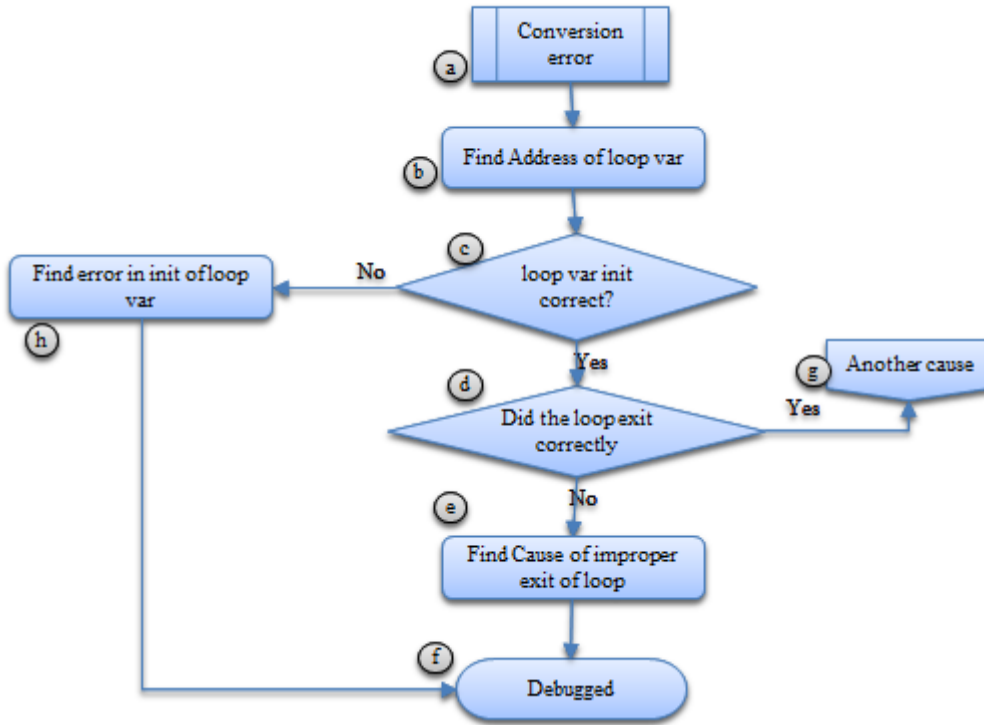 Conversion
error
a
Find Address of loop var
b
c
loop var init
correct?
No
Find error in init of loop
var
h
Yes
d
Did the loop exit
correctly
Yes
g
Another cause
No
e
Find Cause of improper
exit of loop
f
Debugged